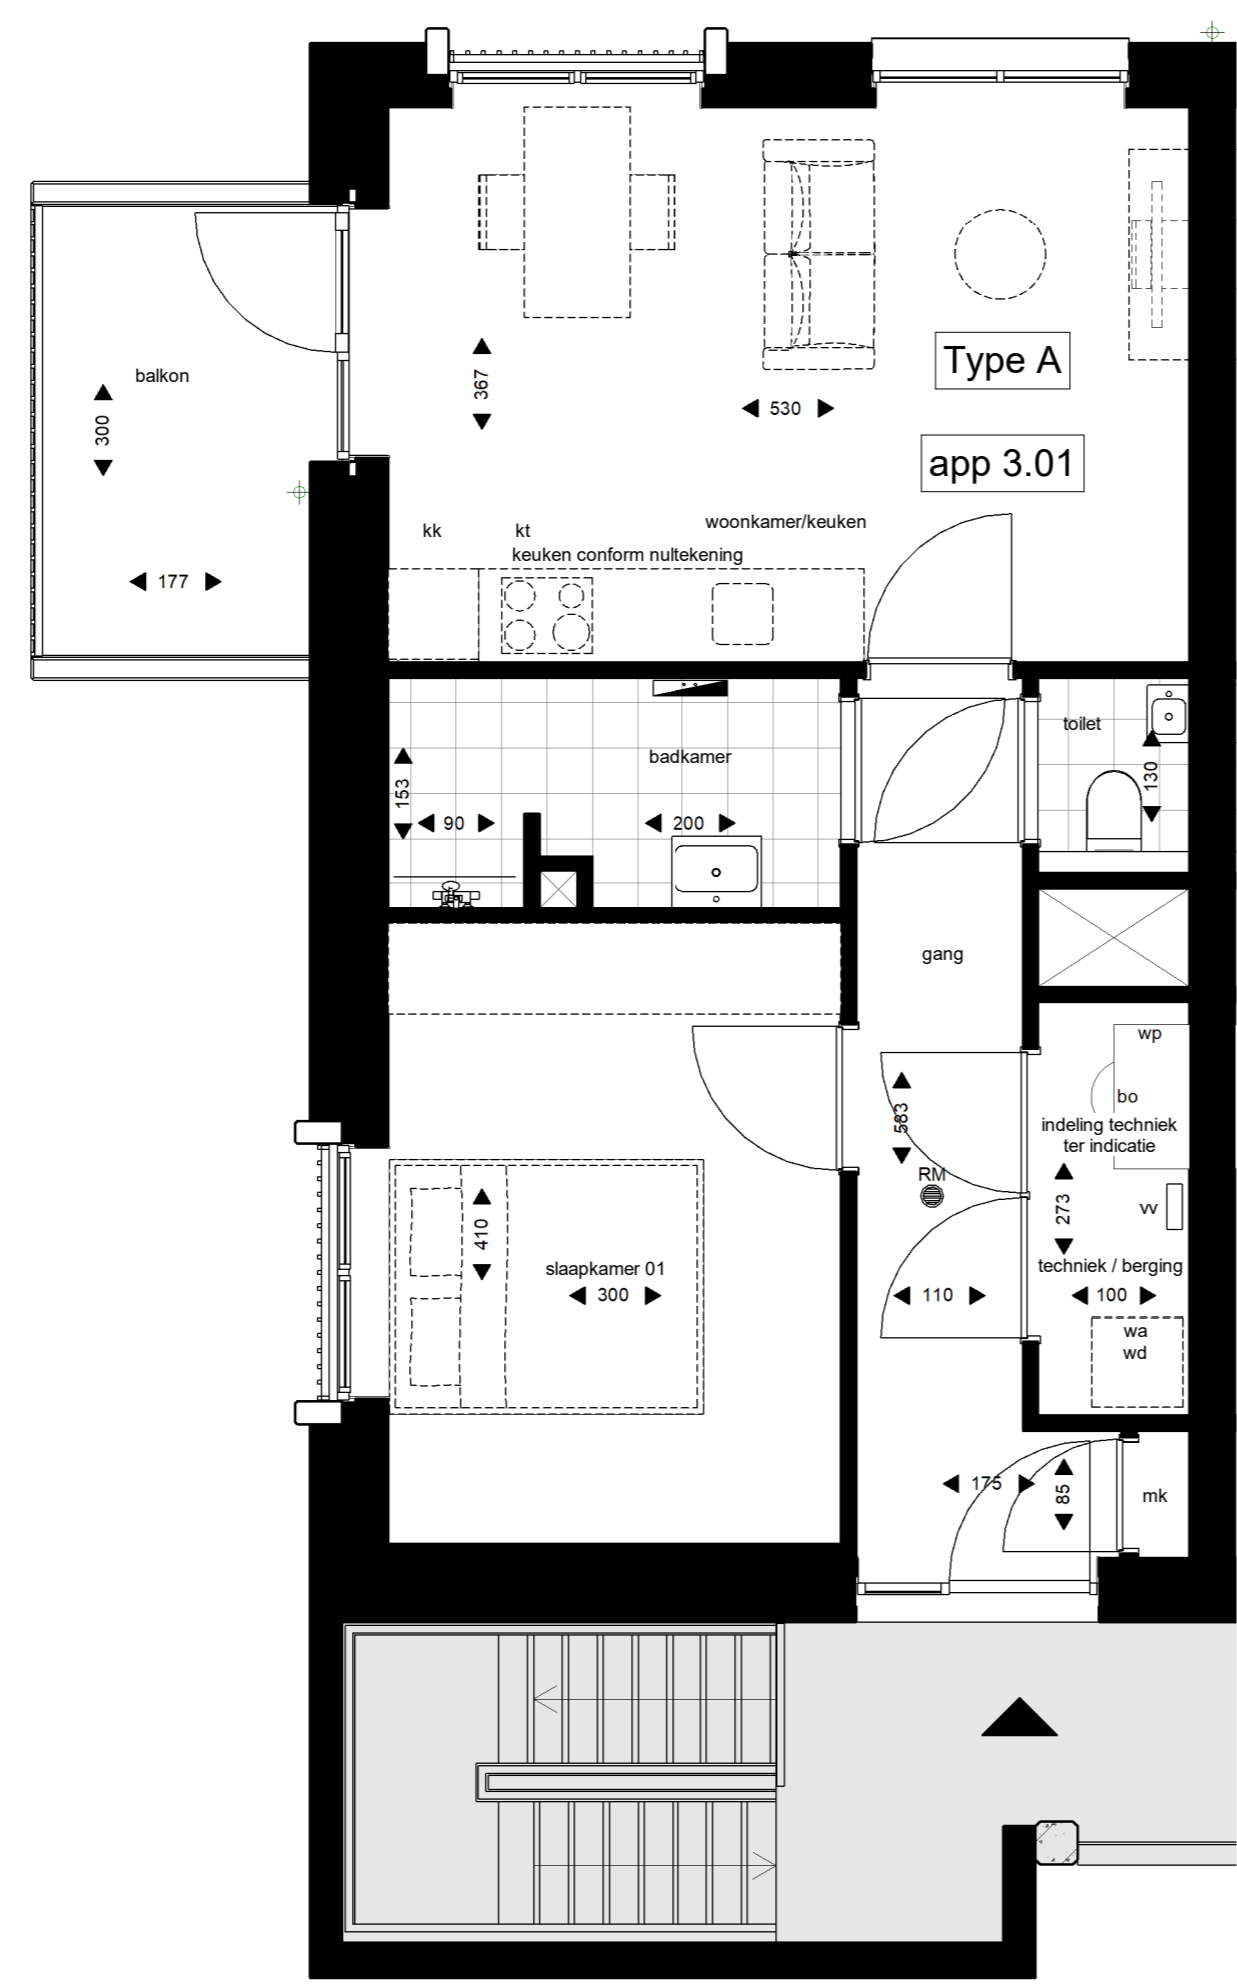 balkon
300
177
367
530
Type A
app 3.01
kk
kt
woonkamer/keuken
keuken conform nultekening
badkamer
153
90
200
toilet
130
gang
wp
bo
indeling techniek
ter indicatie
583
RM
273
vv
techniek / berging
410
slaapkamer 01
300
110
100
wa
wd
175
85
mk